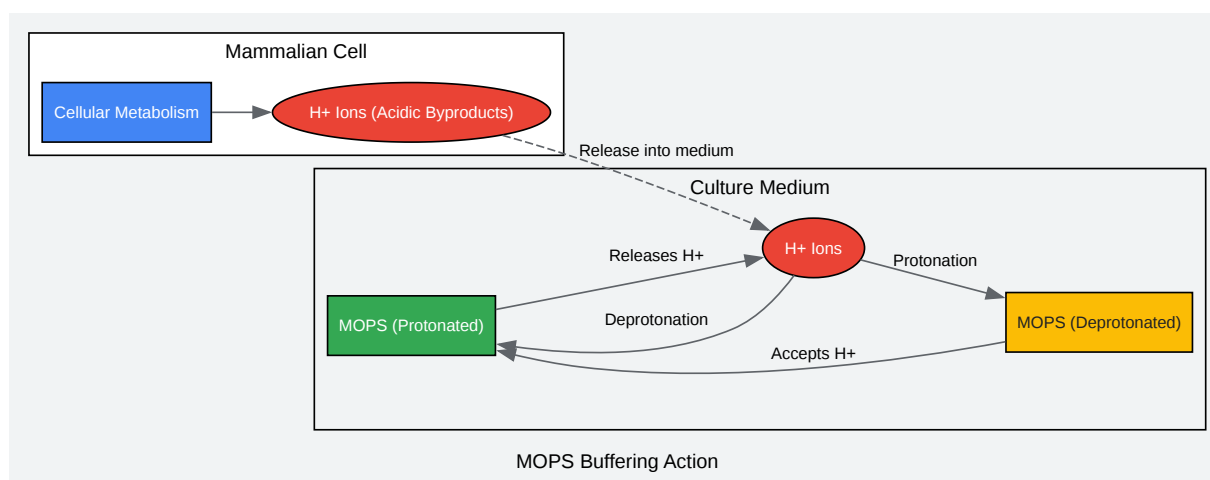 Mammalian Cell
Cellular Metabolism
H+ Ions (Acidic Byproducts)
Release into medium
Culture Medium
H+ Ions
Releases H+
Protonation
MOPS (Protonated)
Deprotonation
MOPS (Deprotonated)
Accepts H+
MOPS Buffering Action